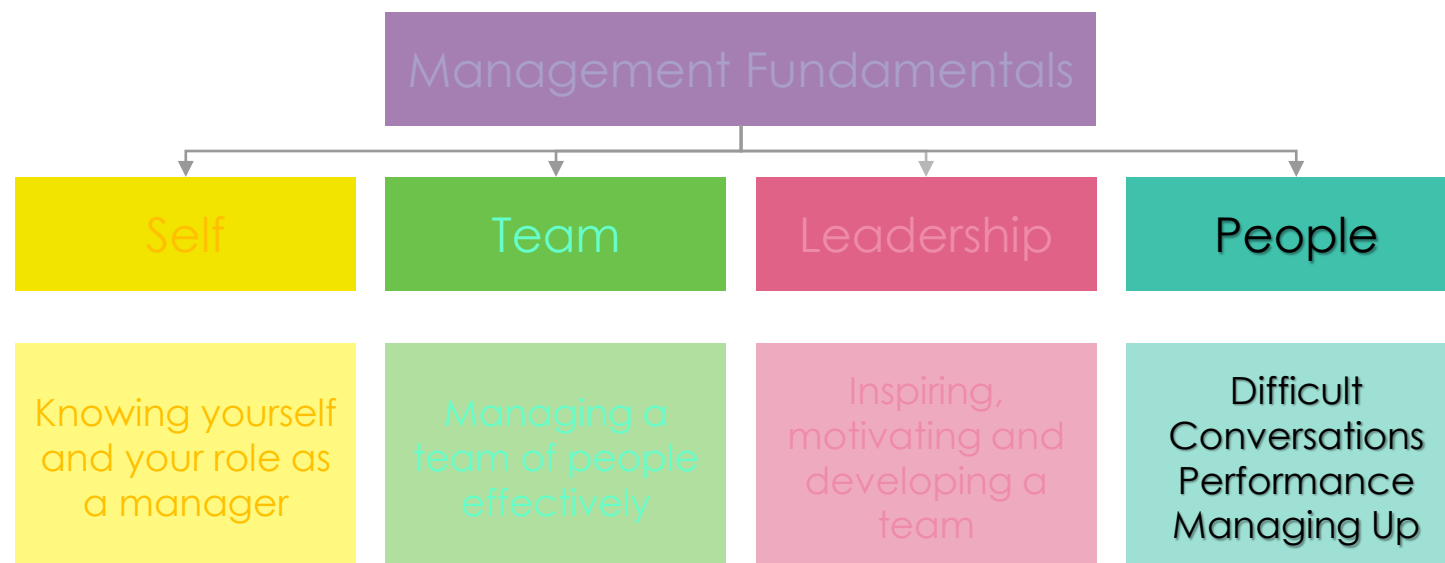 Management Fundamentals
Self
Team
Leadership
People
Knowing yourself
and your role as
a manager
Managing a
team of people
effectively
Inspiring,
motivating and
developing a
team
Difficult
Conversations
Performance
Managing Up